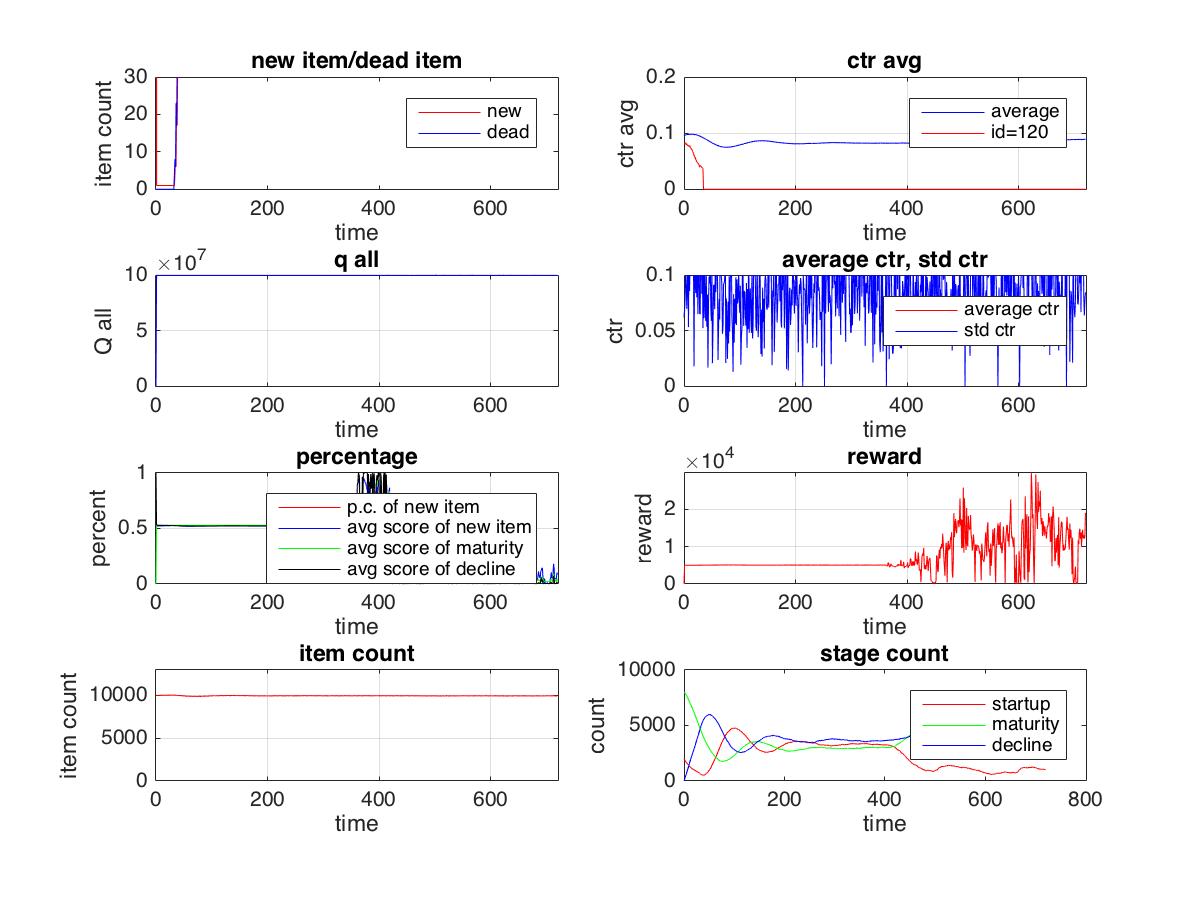 new item/dead item
item count
30
20
10
0
new
dead
0 200 400 600
time
ctr avg
ctr avg
0.2
0.1
0
average
id=120
0 200 400 600
time
×10⁷
q all
Q all
10
5
0
0 200 400 600
time
average ctr, std ctr
ctr
0.1
0.05
0
average ctr
std ctr
0 200 400 600
time
percentage
percent
1
0.5
0
p.c. of new item
avg score of new item
avg score of maturity
avg score of decline
0 200 400 600
time
×10⁴
reward
reward
2
1
0
0 200 400 600
time
item count
item count
10000
5000
0
0 200 400 600
time
stage count
count
10000
5000
0
startup
maturity
decline
0 200 400 600 800
time